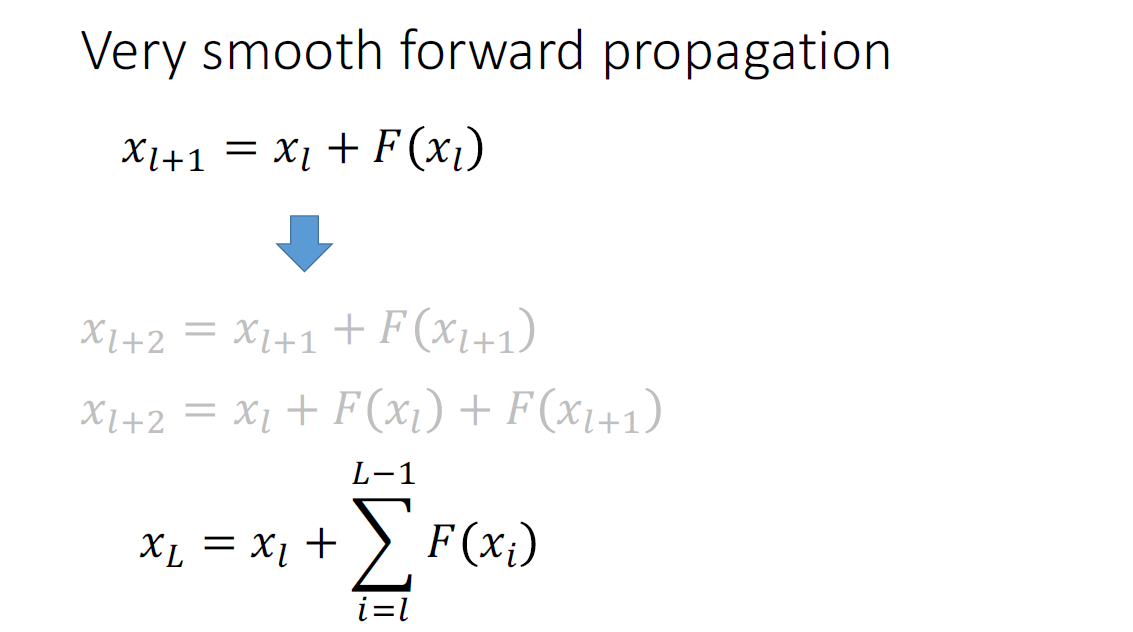 Very smooth forward propagation
x_{l+1} = x_l + F(x_l)
x_{l+2} = x_{l+1} + F(x_{l+1})
x_{l+2} = x_l + F(x_l) + F(x_{l+1})
x_L = x_l + \sum_{i=l}^{L-1} F(x_i)